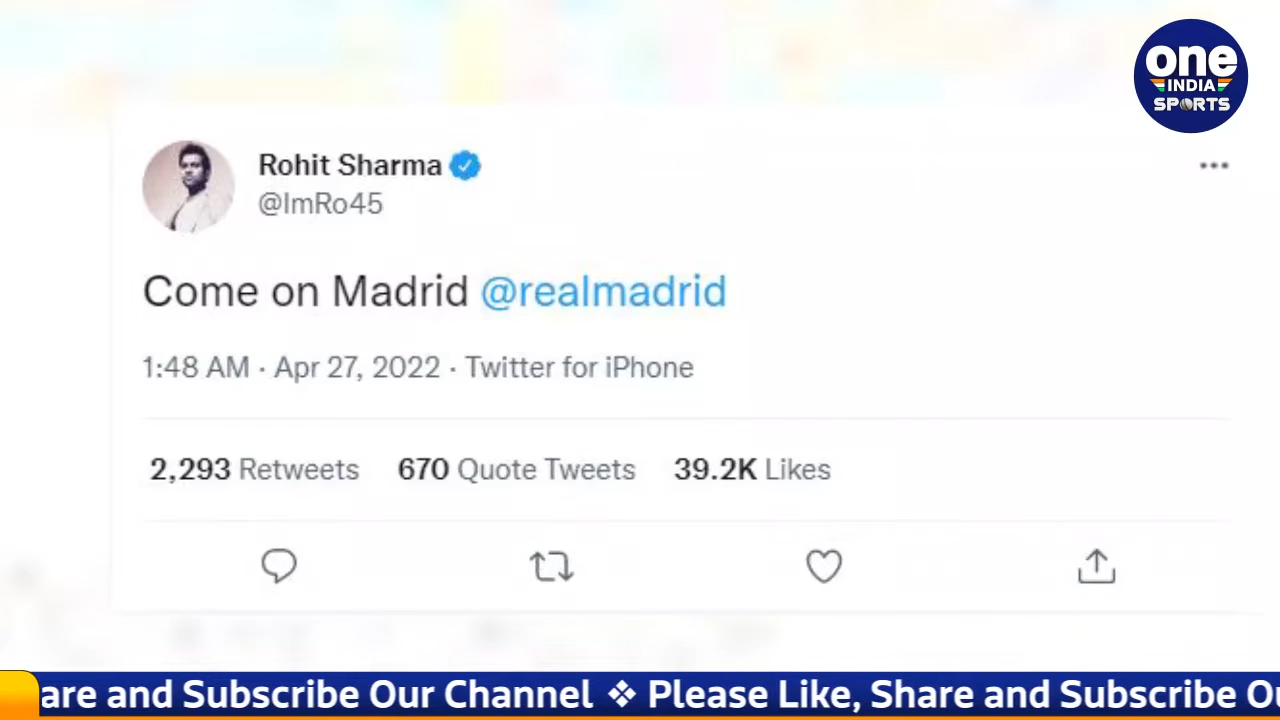 one
INDIA
SPORTS
Rohit Sharma
@ImRo45
Come on Madrid @realmadrid
1:48 AM · Apr 27, 2022 · Twitter for iPhone
2,293 Retweets 670 Quote Tweets 39.2K Likes
are and Subscribe Our Channel ❖ Please Like, Share and Subscribe Ou